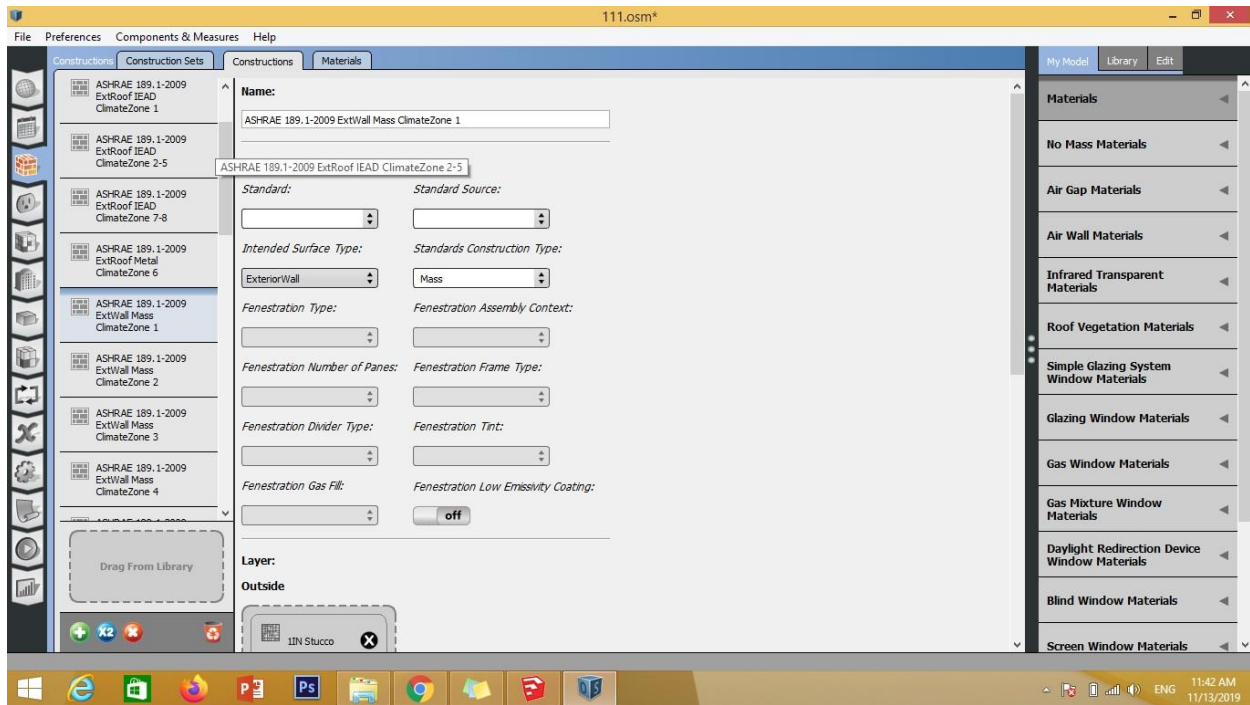 111.osm*
File Preferences Components & Measures Help
Constructions Construction Sets Constructions Materials
My Model Library Edit
ASHRAE 189.1-2009
ExtRoof IEAD
ClimateZone 1
ASHRAE 189.1-2009
ExtRoof IEAD
ClimateZone 2-5
ASHRAE 189.1-2009
ExtRoof IEAD
ClimateZone 7-8
ASHRAE 189.1-2009
ExtRoof Metal
ClimateZone 6
ASHRAE 189.1-2009
ExtWall Mass
ClimateZone 1
ASHRAE 189.1-2009
ExtWall Mass
ClimateZone 2
ASHRAE 189.1-2009
ExtWall Mass
ClimateZone 3
ASHRAE 189.1-2009
ExtWall Mass
ClimateZone 4
Drag From Library
X2
Name:
ASHRAE 189.1-2009 ExtWall Mass ClimateZone 1
ASHRAE 189.1-2009 ExtRoof IEAD ClimateZone 2-5
Standard: Standard Source:
Intended Surface Type: Standards Construction Type:
ExteriorWall Mass
Fenestration Type: Fenestration Assembly Context:
Fenestration Number of Panes: Fenestration Frame Type:
Fenestration Divider Type: Fenestration Tint:
Fenestration Gas Fill: Fenestration Low Emissivity Coating:
off
Layer:
Outside
1IN Stucco
Materials
No Mass Materials
Air Gap Materials
Air Wall Materials
Infrared Transparent
Materials
Roof Vegetation Materials
Simple Glazing System
Window Materials
Glazing Window Materials
Gas Window Materials
Gas Mixture Window
Materials
Daylight Redirection Device
Window Materials
Blind Window Materials
Screen Window Materials
Ps
ENG
11:42 AM
11/13/2019